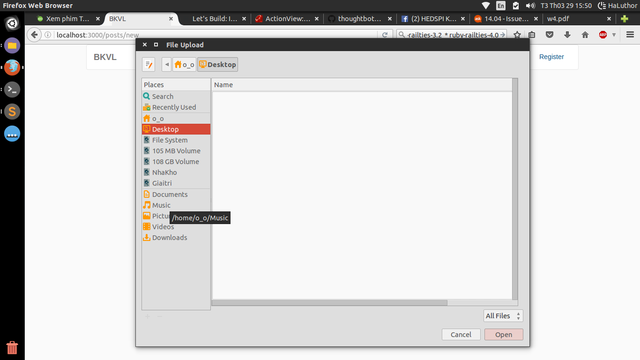 Firefox Web Browser
En
T3 Th03 29 15:50
HaLuthor
Xem phim T...
BKVL
Let's Build: I...
ActionView:...
thoughtbot...
(2) HEDSPI K...
14.04 - Issue...
w4.pdf
localhost:3000/posts/new
railties-3.2_* ruby-railties-4.0
BKVL
Register
File Upload
o_o
Desktop
Places
Name
Search
Recently Used
o_o
Desktop
File System
105 MB Volume
108 GB Volume
NhaKho
Giaitri
Documents
Music
Pictu
/home/o_o/Music
Videos
Downloads
All Files
Cancel
Open